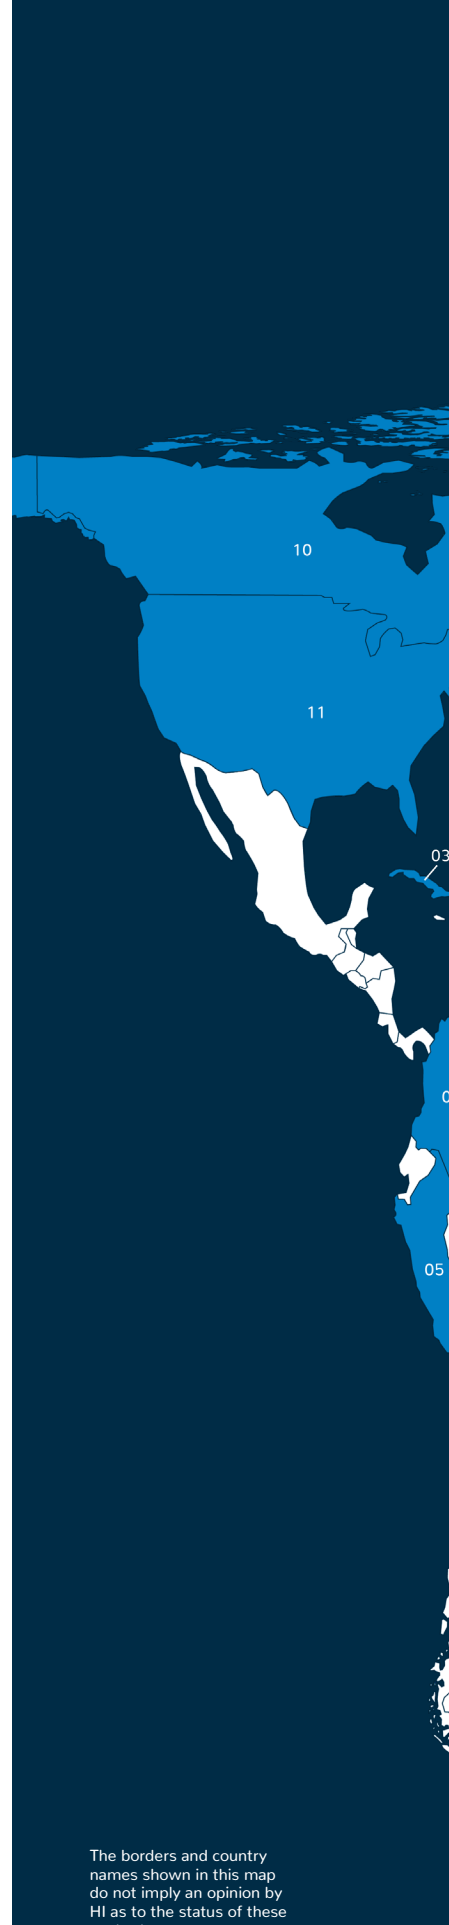 10
11
03
05
The borders and country
names shown in this map
do not imply an opinion by
HI as to the status of these